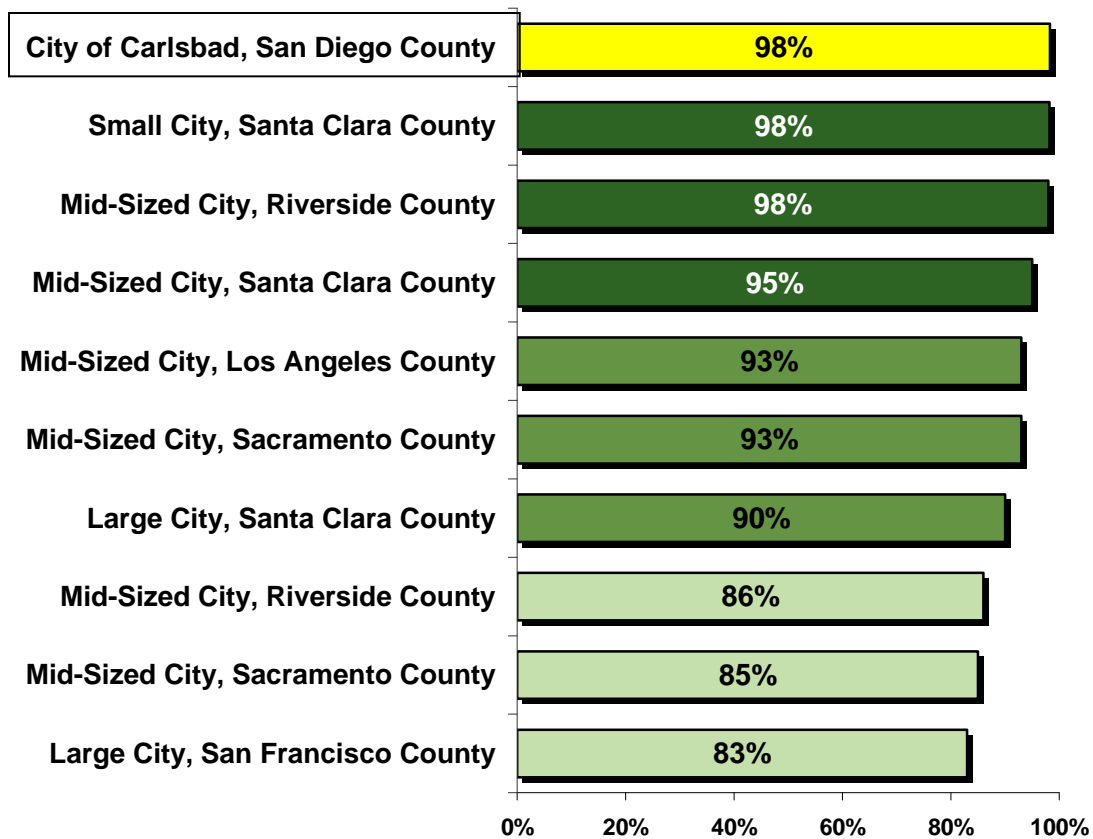 City of Carlsbad, San Diego County 98%
Small City, Santa Clara County 98%
Mid-Sized City, Riverside County 98%
Mid-Sized City, Santa Clara County 95%
Mid-Sized City, Los Angeles County 93%
Mid-Sized City, Sacramento County 93%
Large City, Santa Clara County 90%
Mid-Sized City, Riverside County 86%
Mid-Sized City, Sacramento County 85%
Large City, San Francisco County 83%
0% 20% 40% 60% 80% 100%